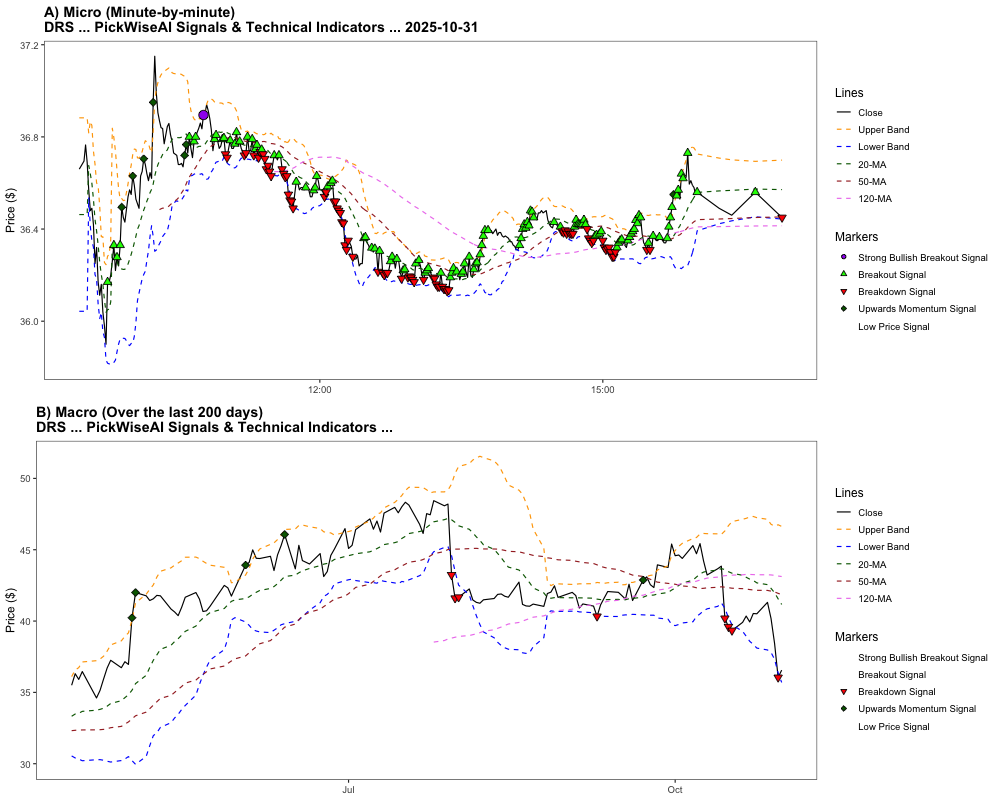 A) Micro (Minute-by-minute)
DRS ... PickWiseAI Signals & Technical Indicators ... 2025-10-31
37.2
36.8
36.4
36.0
Price ($)
12:00
15:00
Lines
Close
Upper Band
Lower Band
20-MA
50-MA
120-MA
Markers
Strong Bullish Breakout Signal
Breakout Signal
Breakdown Signal
Upwards Momentum Signal
Low Price Signal
B) Macro (Over the last 200 days)
DRS ... PickWiseAI Signals & Technical Indicators ...
50
45
40
35
30
Price ($)
Jul
Oct
Lines
Close
Upper Band
Lower Band
20-MA
50-MA
120-MA
Markers
Strong Bullish Breakout Signal
Breakout Signal
Breakdown Signal
Upwards Momentum Signal
Low Price Signal